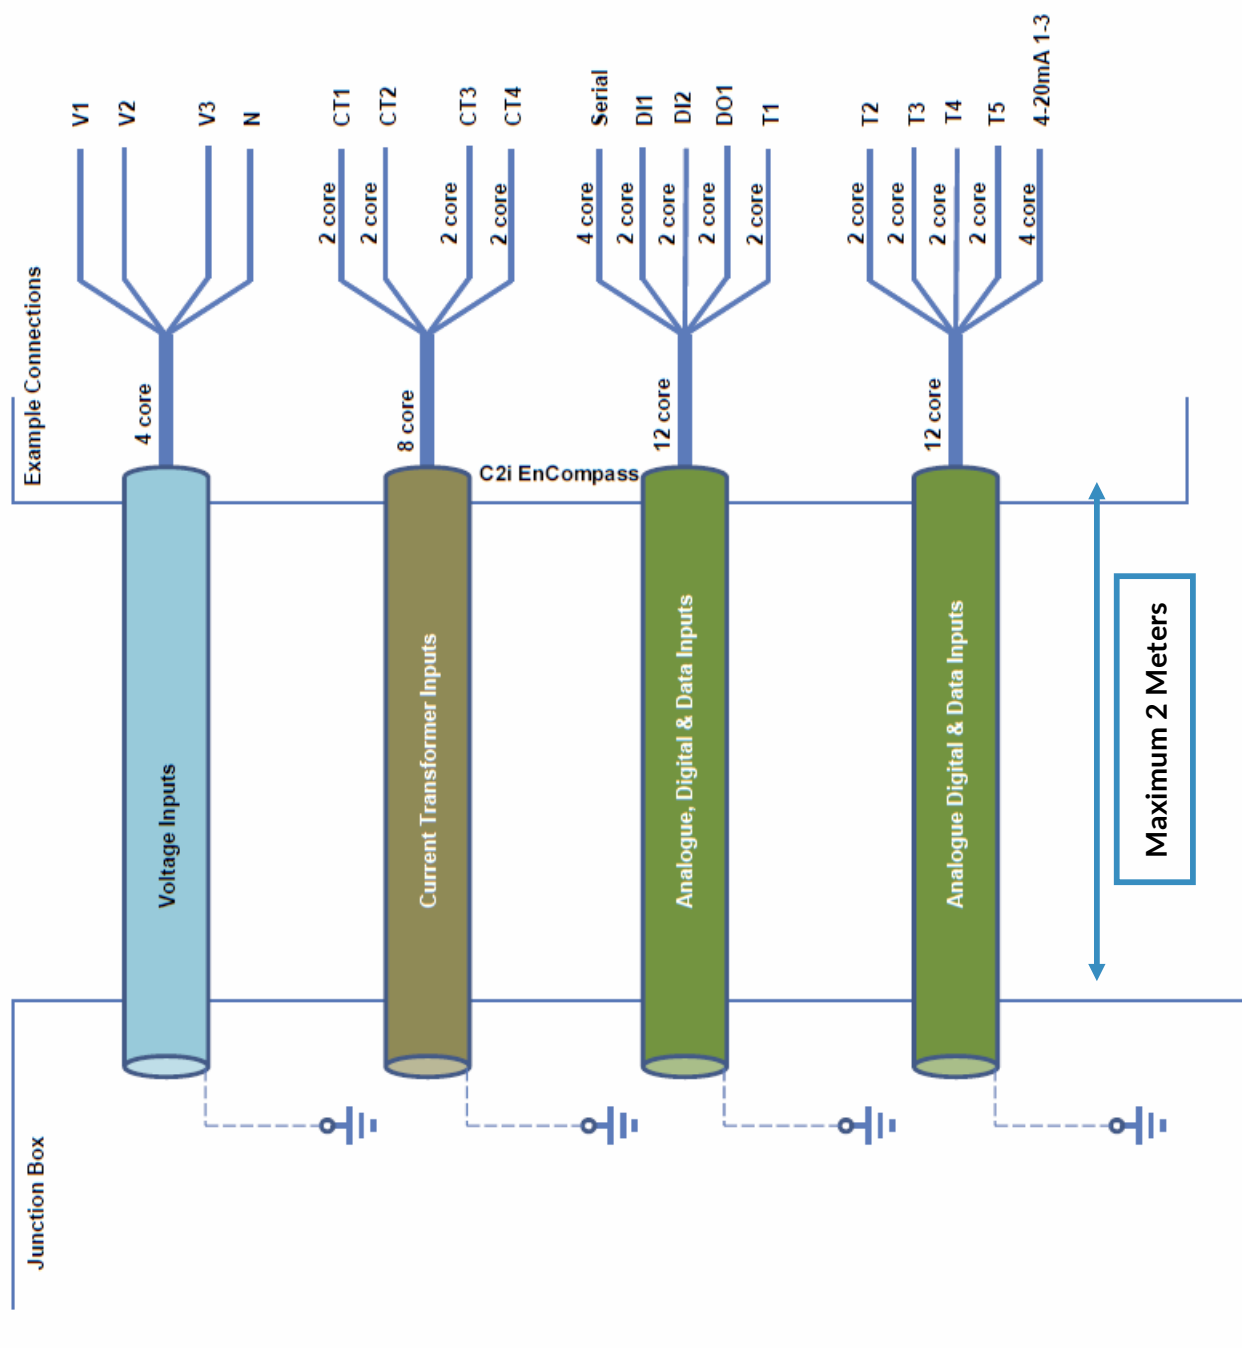 Example Connections
V1
V2
V3
N
4 core
Voltage Inputs
CT1
CT2
CT3
CT4
2 core
2 core
2 core
2 core
8 core
Current Transformer Inputs
C2i EnCompass
Serial
DI1
DI2
DO1
T1
4 core
2 core
2 core
2 core
2 core
12 core
Analogue, Digital & Data Inputs
T2
T3
T4
T5
4-20mA 1-3
2 core
2 core
2 core
2 core
4 core
12 core
Analogue Digital & Data Inputs
Maximum 2 Meters
Junction Box